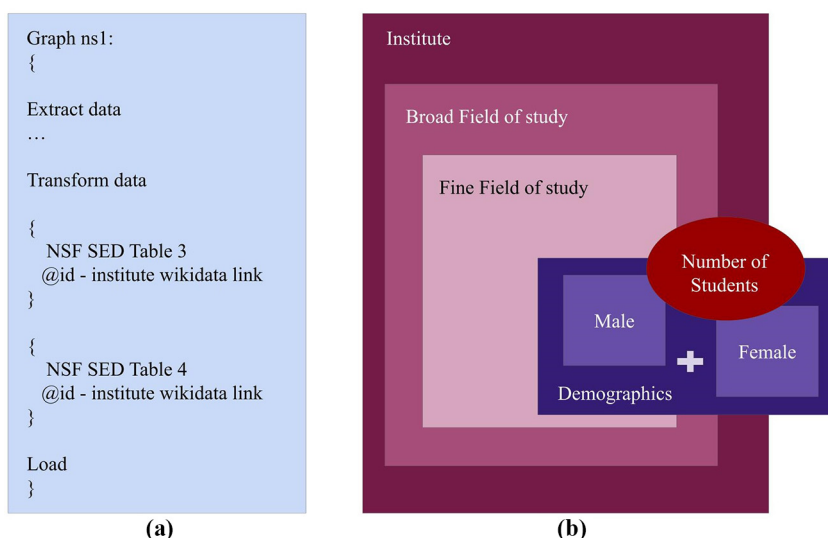 Graph ns1:
{
Extract data
…
Transform data
{
NSF SED Table 3
@id - institute wikidata link
}
{
NSF SED Table 4
@id - institute wikidata link
}
Load
}
(a)
Institute
Broad Field of study
Fine Field of study
Number of
Students
Male
+
Female
Demographics
(b)